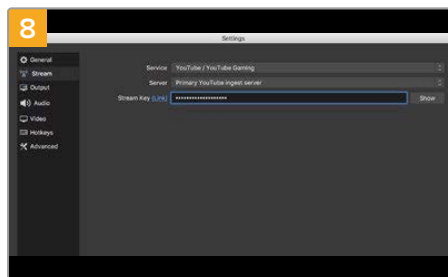 8
Settings
General
Stream
Output
Audio
Video
Hotkeys
Advanced
Service YouTube / YouTube Gaming
Server Primary YouTube ingest server
Stream Key (Link) •••••••••••••••••••• Show